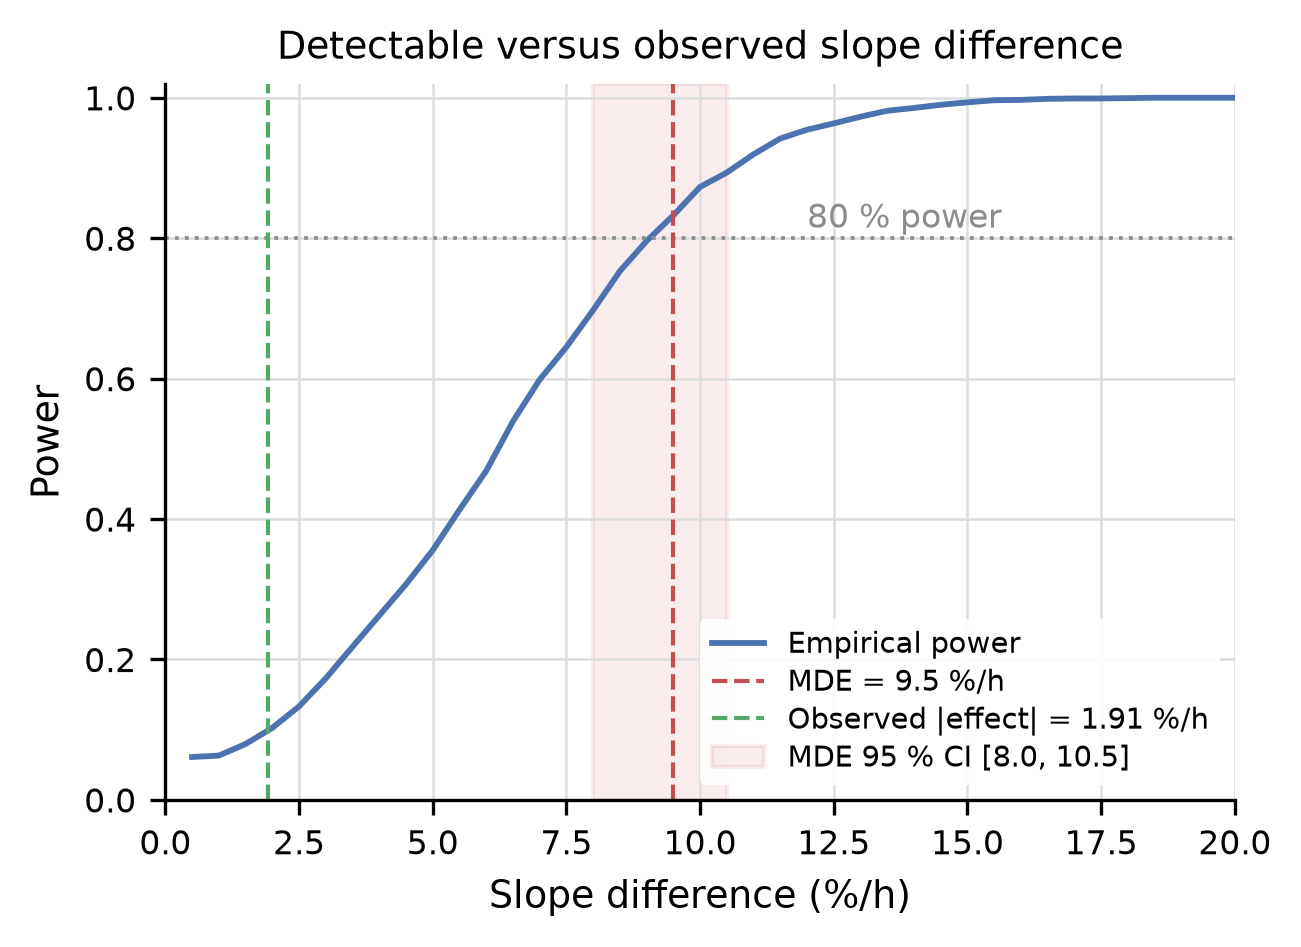 Detectable versus observed slope difference
Power
1.0
0.8
0.6
0.4
0.2
0.0
80 % power
Empirical power
MDE = 9.5 %/h
Observed |effect| = 1.91 %/h
MDE 95 % CI [8.0, 10.5]
0.0 2.5 5.0 7.5 10.0 12.5 15.0 17.5 20.0
Slope difference (%/h)